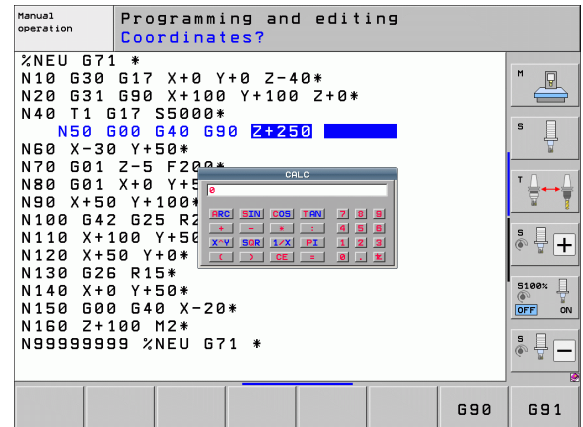 Manual
operation
Programming and editing
Coordinates?
%NEU G71 *
N10 G30 G17 X+0 Y+0 Z-40*
N20 G31 G90 X+100 Y+100 Z+0*
N40 T1 G17 S5000*
N50 G00 G40 G90 Z+250
N60 X-30 Y+50*
N70 G01 Z-5 F200*
N80 G01 X+0 Y+5
N90 X+50 Y+100*
N100 G42 G25 R2
N110 X+100 Y+50
N120 X+50 Y+0*
N130 G26 R15*
N140 X+0 Y+50*
N150 G00 G40 X-20*
N160 Z+100 M2*
N99999999 %NEU G71 *
CALC
0
ARC SIN COS TAN 7 8 9
+ - * : 4 5 6
X^Y SQR 1/X PI 1 2 3
( ) CE = 0 .
M
S
T
S
S100%
OFF ON
S
G90 G91